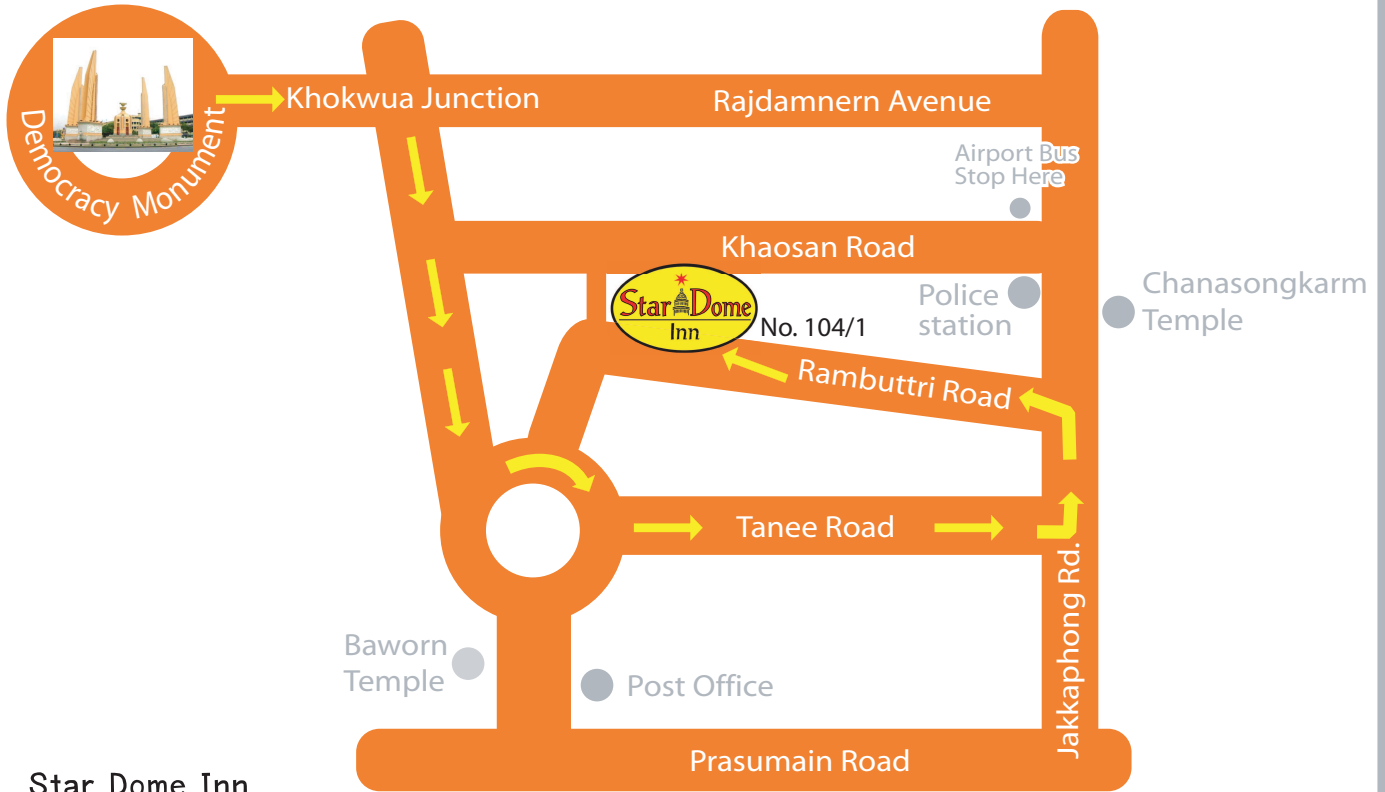 Democracy Monument
Khokwua Junction
Rajdamnern Avenue
Airport Bus
Stop Here
Khaosan Road
Star Dome
Inn
No. 104/1
Police
station
Chanasongkarm
Temple
Rambuttri Road
Tanee Road
Jakkaphong Rd.
Baworn
Temple
Post Office
Prasumain Road
Star Dome Inn